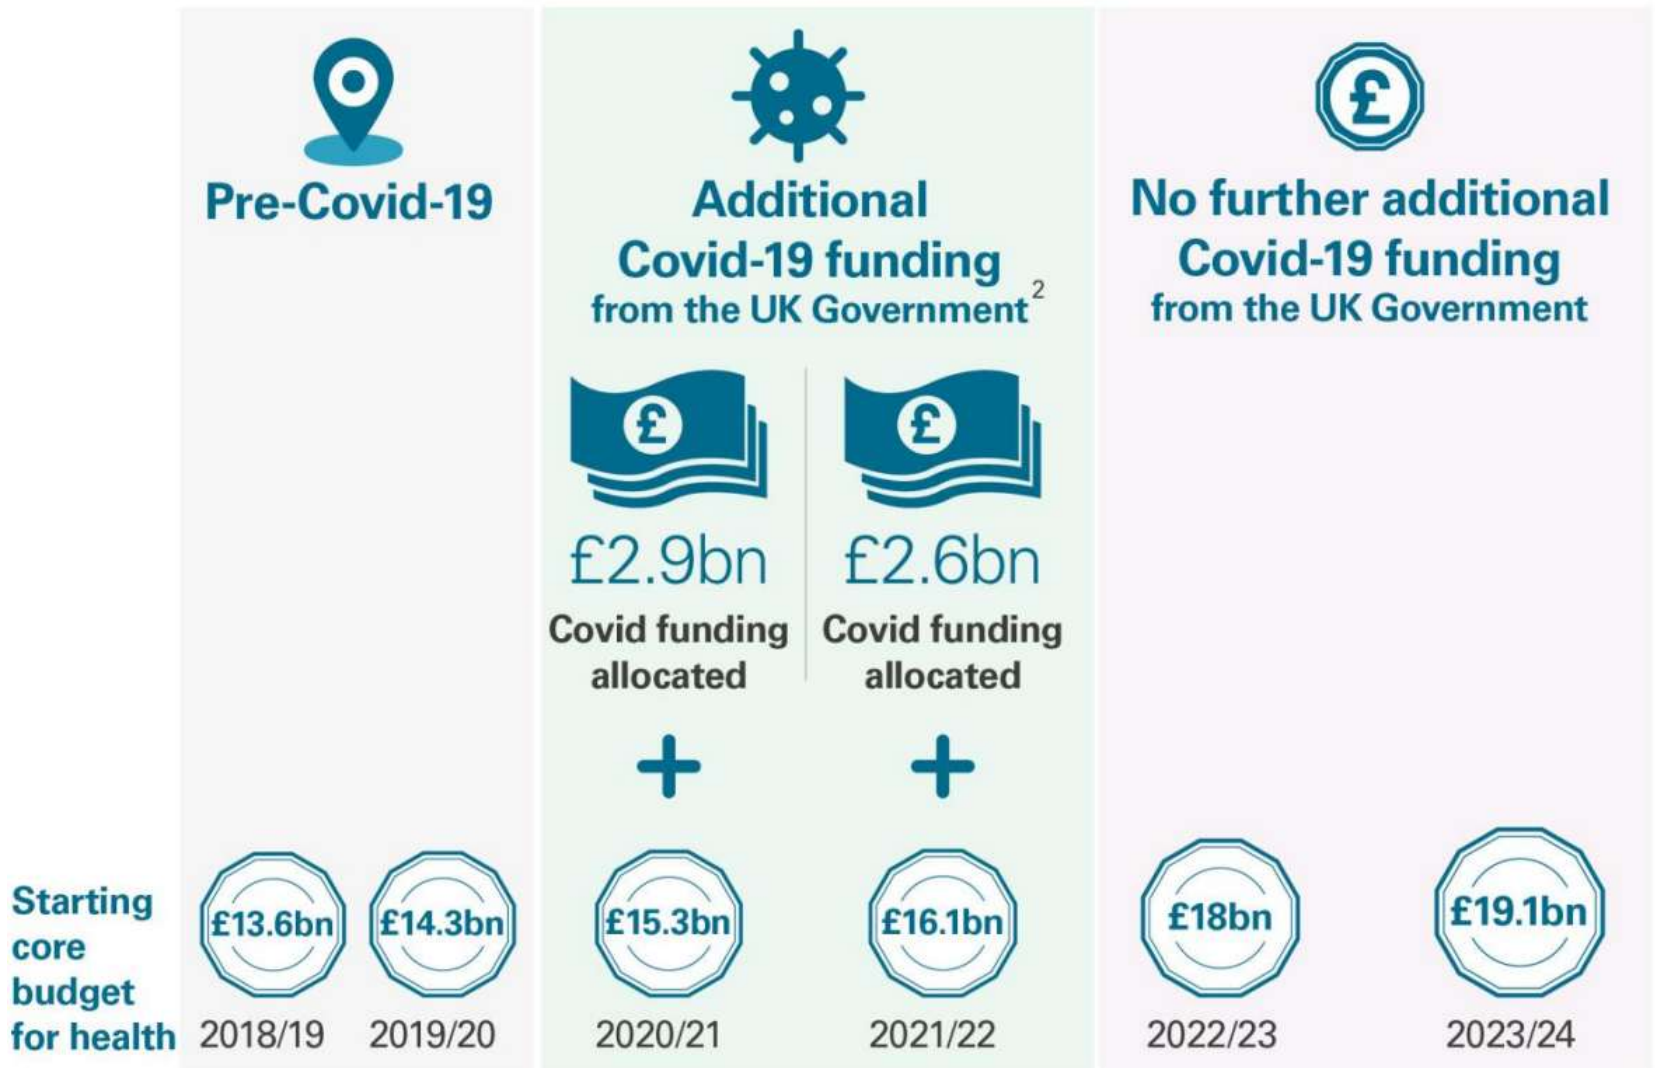 Pre-Covid-19
Additional
Covid-19 funding
from the UK Government2
£
£
£2.9bn
£2.6bn
Covid funding
allocated
Covid funding
allocated
+
+
£
No further additional
Covid-19 funding
from the UK Government
Starting
core
budget
for health
£13.6bn
£14.3bn
£15.3bn
£16.1bn
£18bn
£19.1bn
2018/19
2019/20
2020/21
2021/22
2022/23
2023/24